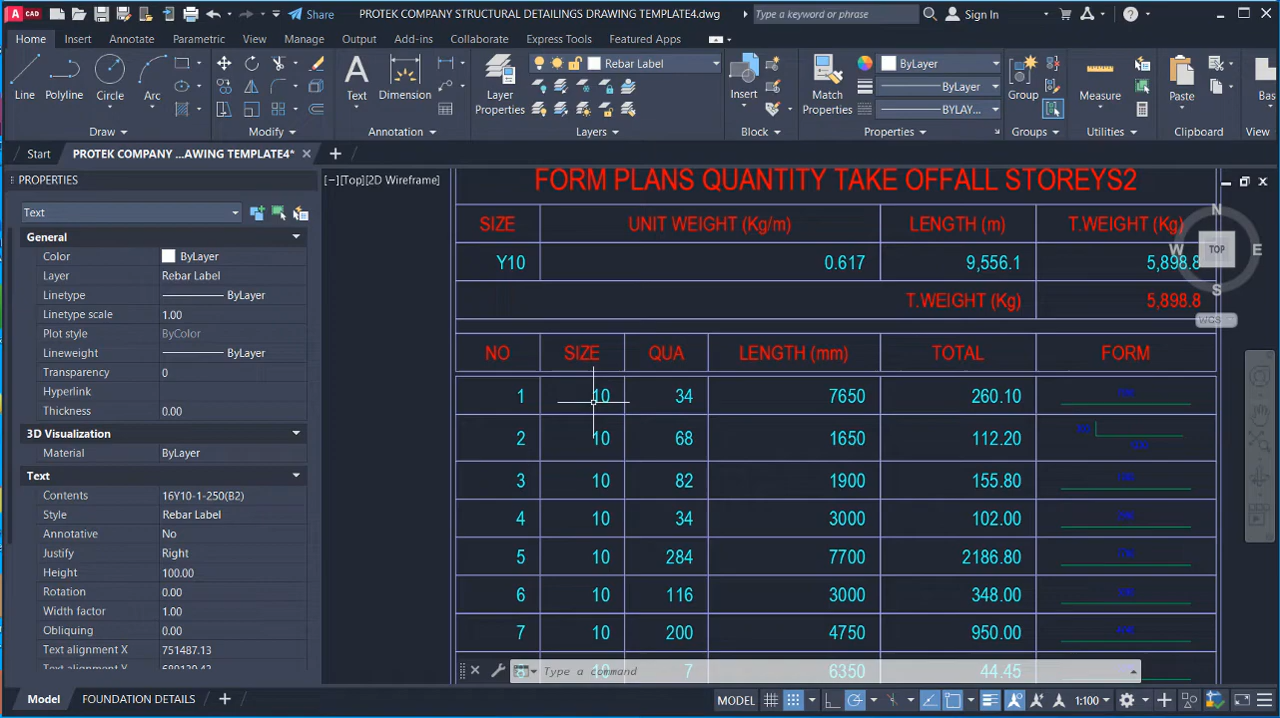 A CAD Share PROTEK COMPANY STRUCTURAL DETAILINGS DRAWING TEMPLATE4.dwg Type a keyword or phrase Sign In
Home Insert Annotate Parametric View Manage Output Add-ins Collaborate Express Tools Featured Apps
Rebar Label ByLayer
ByLayer
BYLAY...
Line Polyline Circle Arc Text Dimension Layer Properties Insert Match Properties Group Measure Paste Bas
Draw Modify Annotation Layers Block Properties Groups Utilities Clipboard View
Start PROTEK COMPANY ...AWING TEMPLATE4*
PROPERTIES
[−][Top][2D Wireframe]
Text
General
Color ByLayer
Layer Rebar Label
Linetype ByLayer
Linetype scale 1.00
Plot style ByColor
Lineweight ByLayer
Transparency 0
Hyperlink
Thickness 0.00
3D Visualization
Material ByLayer
Text
Contents 16Y10-1-250(B2)
Style Rebar Label
Annotative No
Justify Right
Height 100.00
Rotation 0.00
Width factor 1.00
Obliquing 0.00
Text alignment X 751487.13
Text alignment Y
FORM PLANS QUANTITY TAKE OFFALL STOREYS2
SIZE UNIT WEIGHT (Kg/m) LENGTH (m) T.WEIGHT (Kg)
Y10 0.617 9,556.1 5,898.8
T.WEIGHT (Kg) 5,898.8
NO SIZE QUA LENGTH (mm) TOTAL FORM
1 10 34 7650 260.10
2 10 68 1650 112.20
3 10 82 1900 155.80
4 10 34 3000 102.00
5 10 284 7700 2186.80
6 10 116 3000 348.00
7 10 200 4750 950.00
8 10 7 6350 44.45
N
W TOP E
S
WCS
Type a command
Model FOUNDATION DETAILS
MODEL 1:100